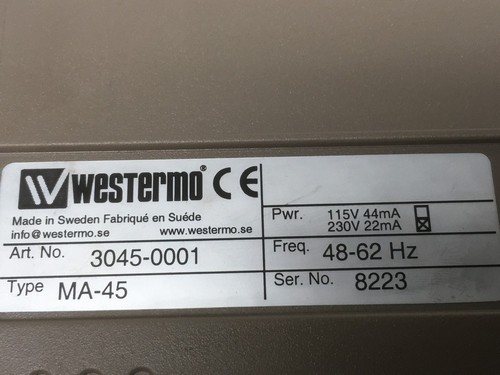 westermo® CE
Made in Sweden Fabriqué en Suéde
info@westermo.se www.westermo.se
Pwr. 115V 44mA
230V 22mA
Art. No. 3045-0001
Freq. 48-62 Hz
Type MA-45
Ser. No. 8223